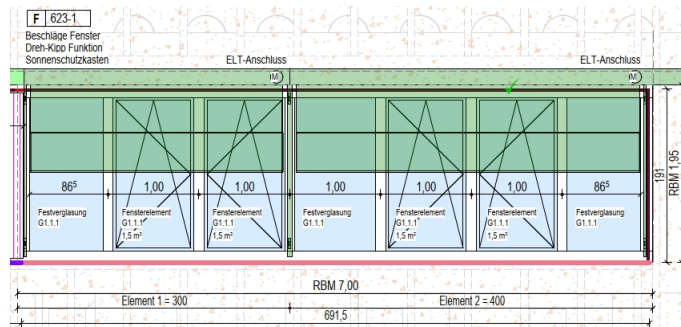 F 623-1
Beschläge Fenster
Dreh-Kipp Funktion
Sonnenschutzkasten
ELT-Anschluss
ELT-Anschluss
M
M
86⁵
1,00
1,00
1,00
1,00
1,00
86⁵
Festverglasung
G1.1.1
Fensterelement
G1.1.1
1,5 m²
Fensterelement
G1.1.1
1,5 m²
Festverglasung
G1.1.1
Fensterelement
G1.1.1
1,5 m²
Fensterelement
G1.1.1
1,5 m²
Festverglasung
G1.1.1
191
RBM 1,95
RBM 7,00
Element 1 = 300
Element 2 = 400
691,5